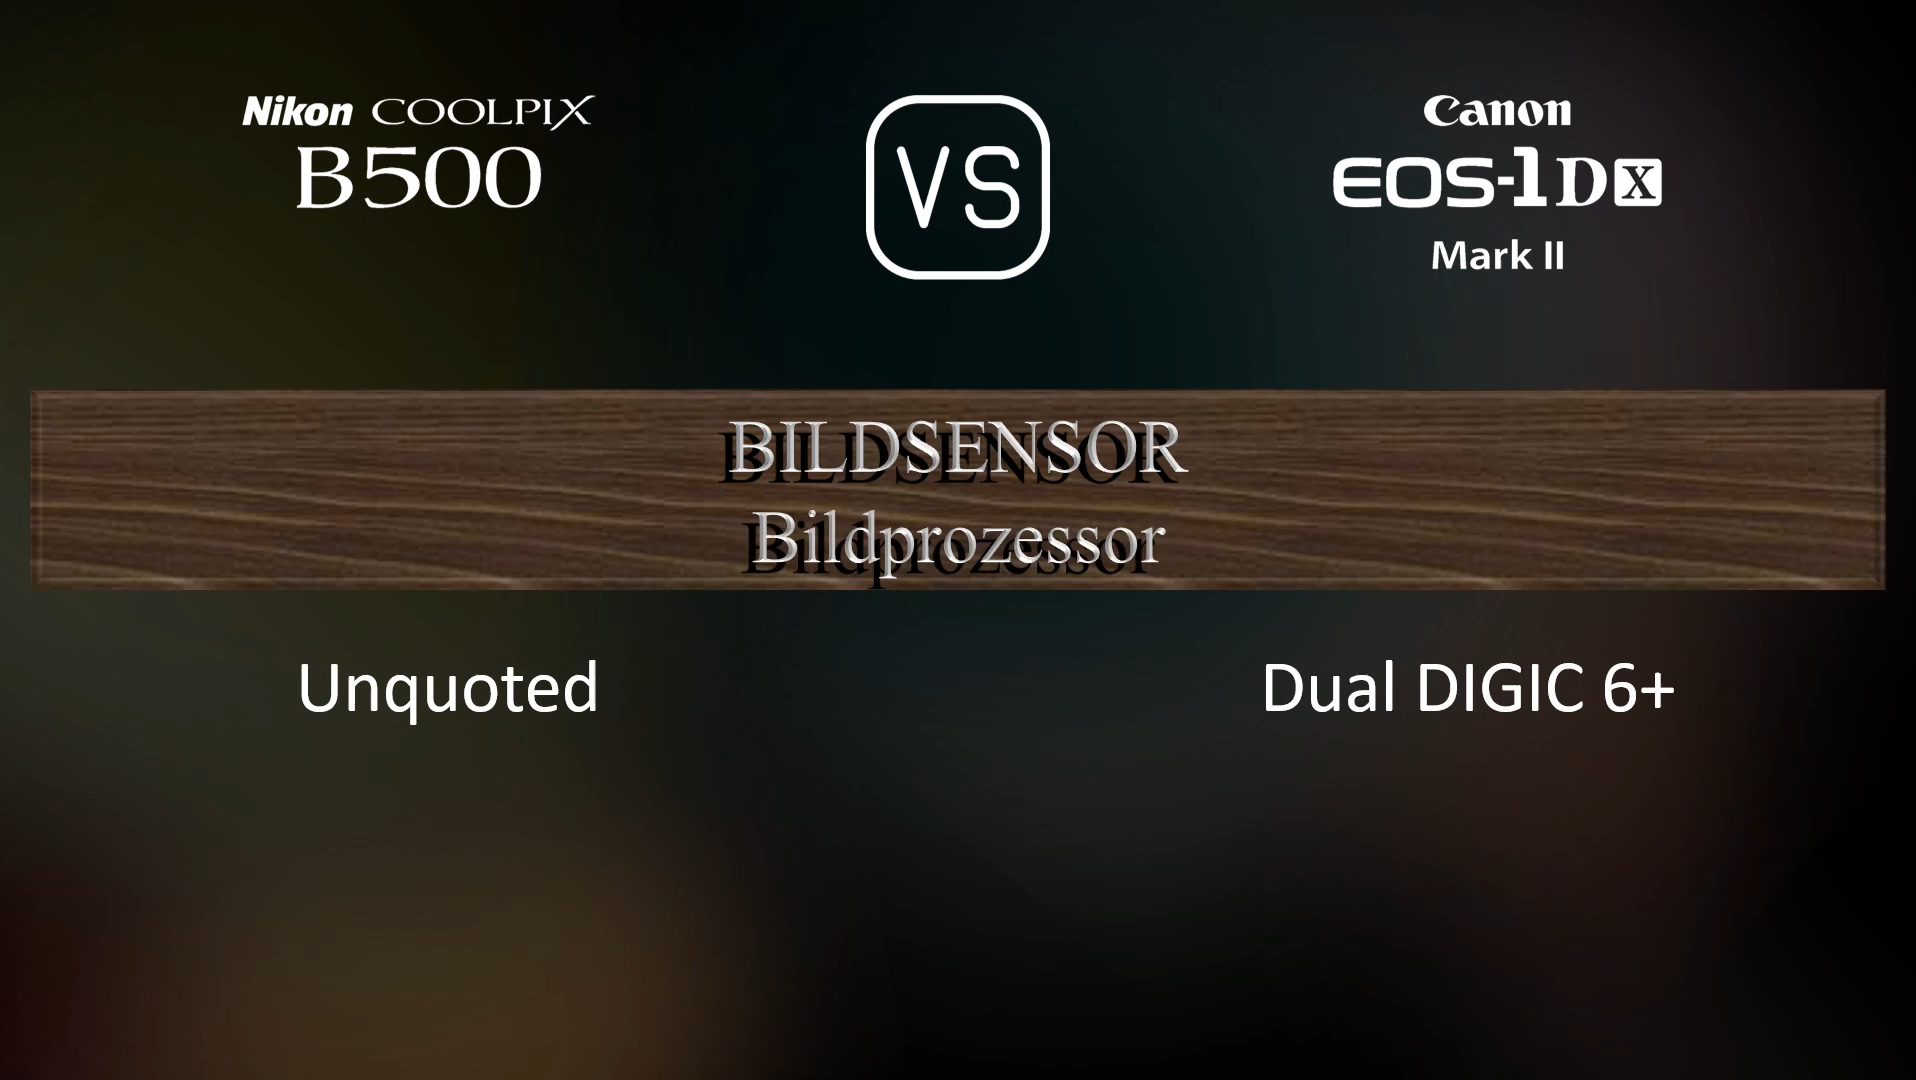 Nikon COOLPIX
B500
VS
Canon
EOS-1DX
Mark II
BILDSENSOR
Bildprozessor
Unquoted
Dual DIGIC 6+